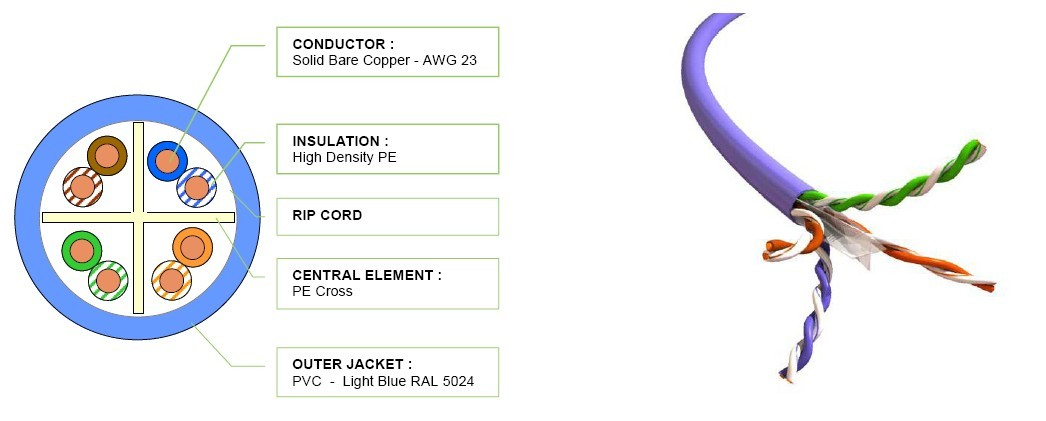 CONDUCTOR :
Solid Bare Copper - AWG 23
INSULATION :
High Density PE
RIP CORD
CENTRAL ELEMENT :
PE Cross
OUTER JACKET :
PVC - Light Blue RAL 5024